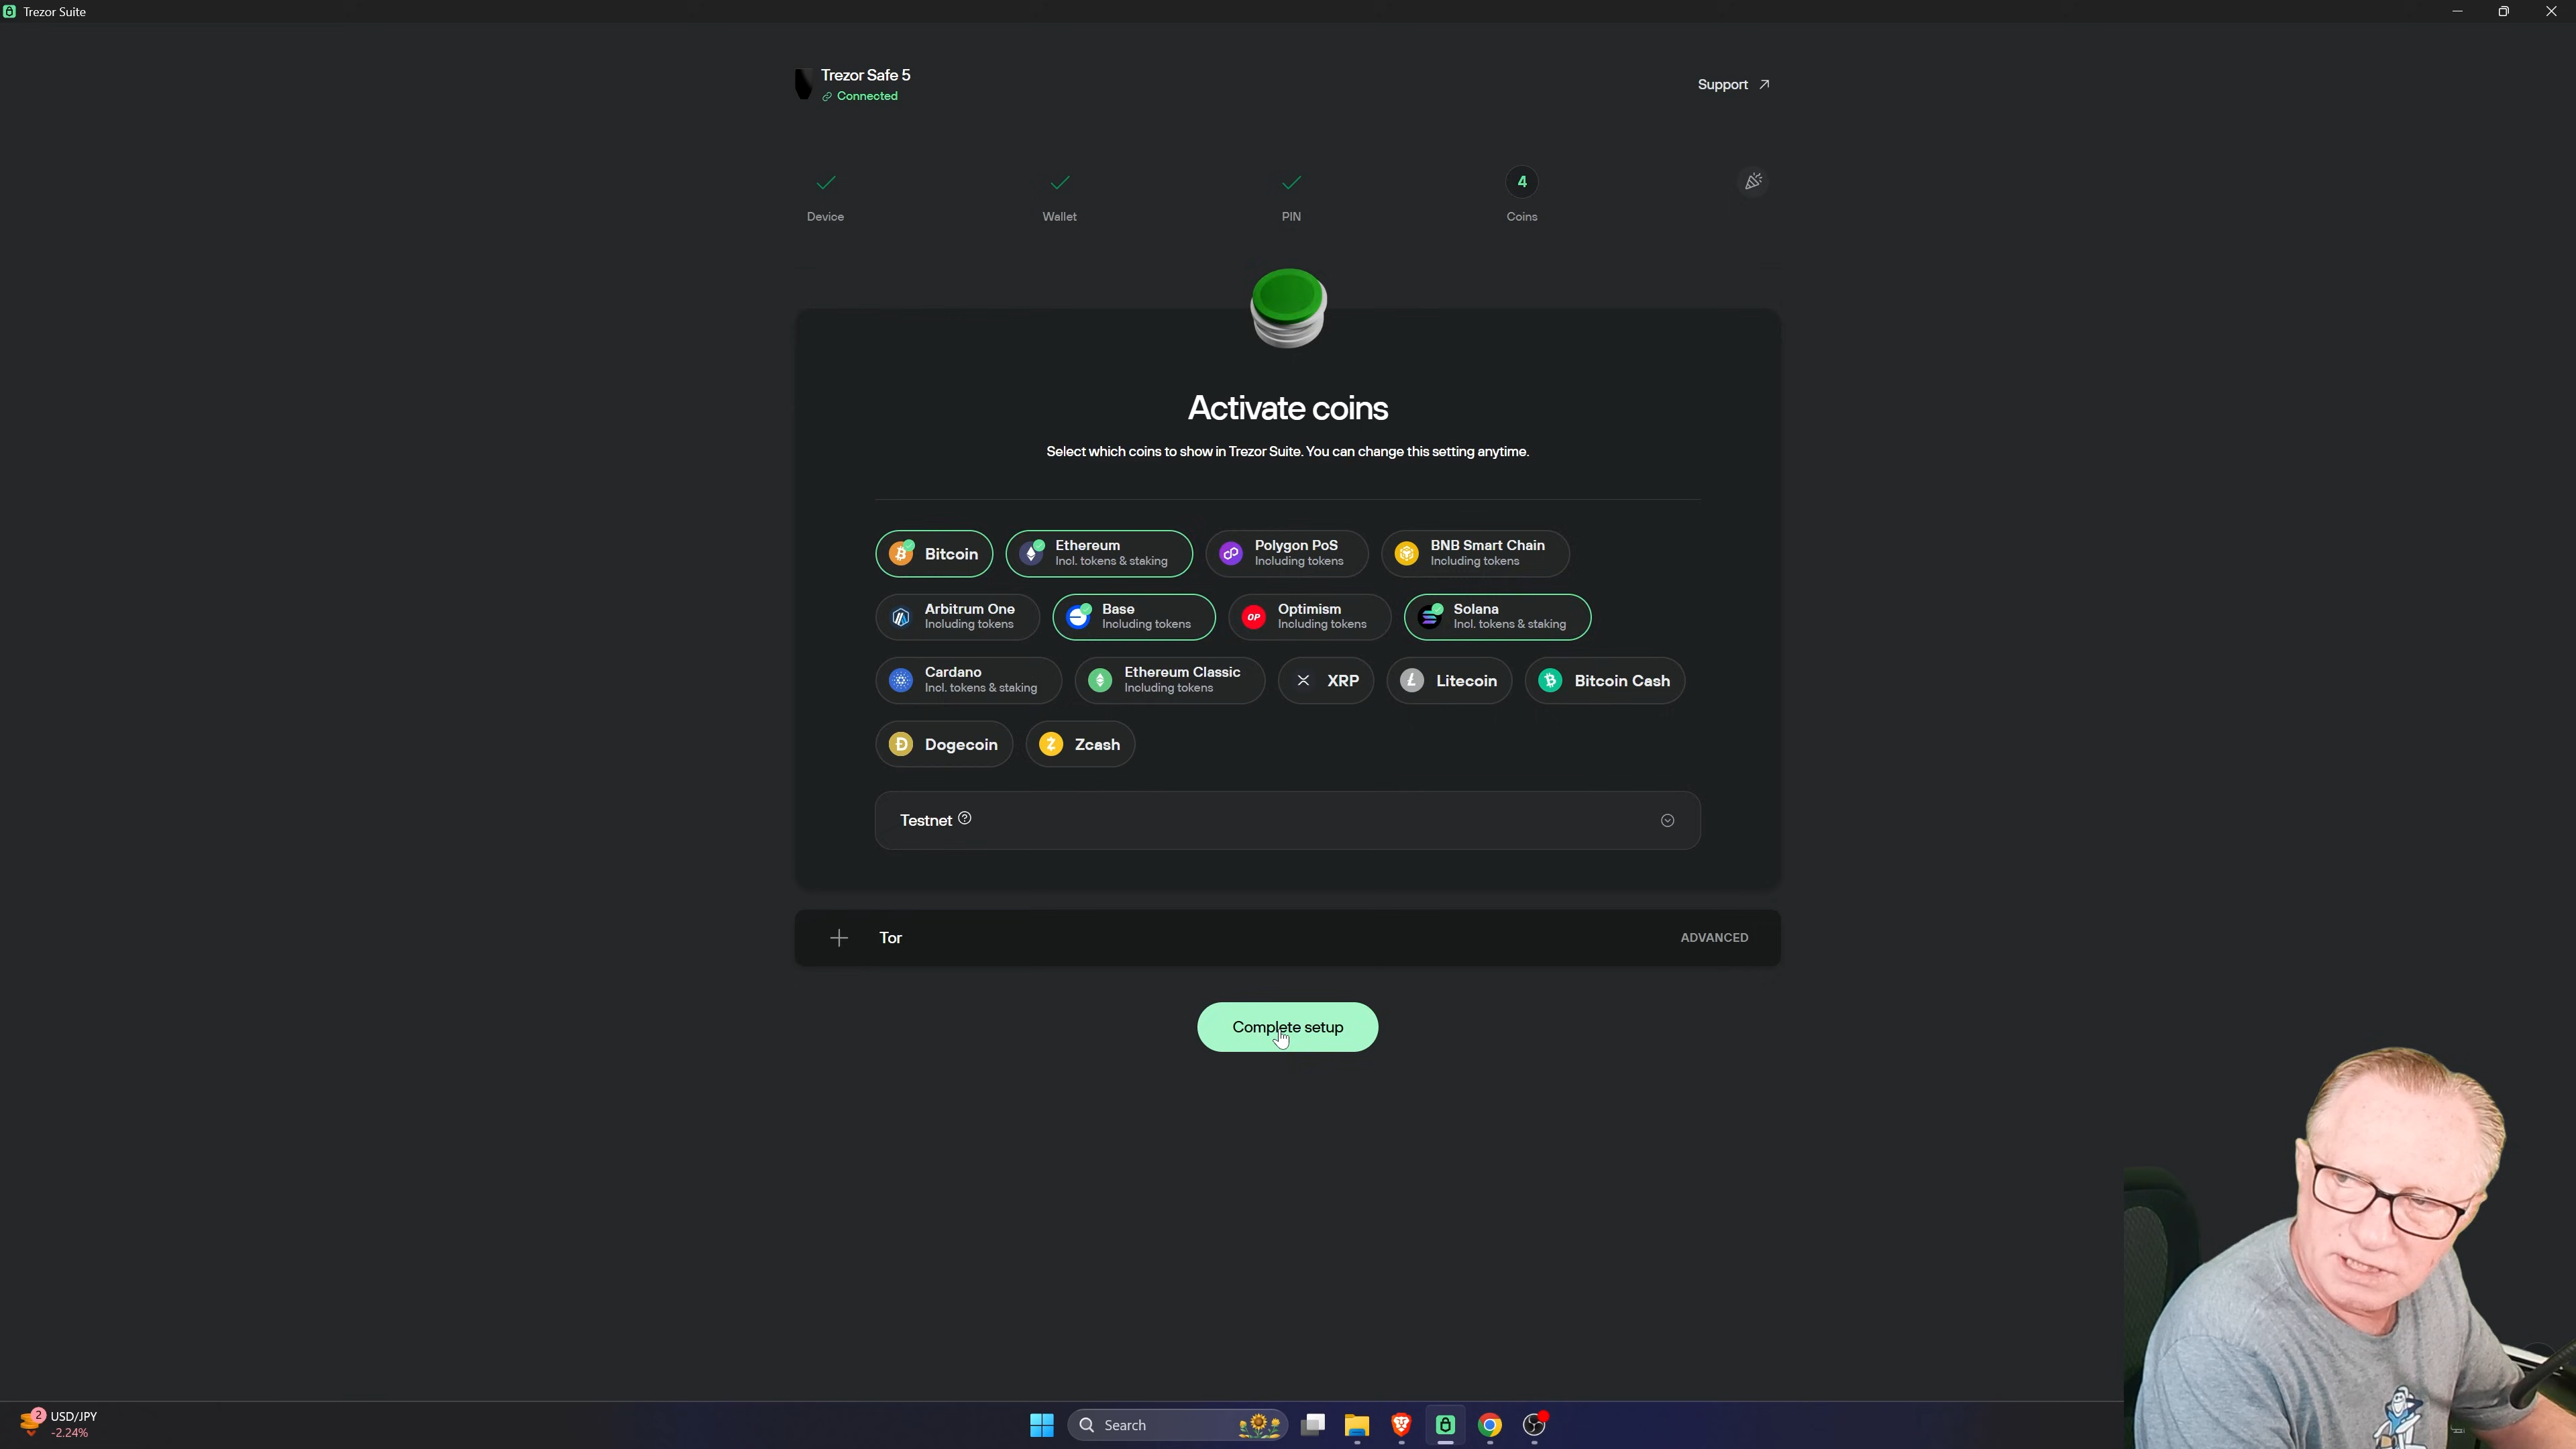 Trezor Suite
Trezor Safe 5
Connected
Support
Device
Wallet
PIN
4
Coins
Activate coins
Select which coins to show in Trezor Suite. You can change this setting anytime.
Bitcoin
Ethereum
Incl. tokens & staking
Polygon PoS
Including tokens
BNB Smart Chain
Including tokens
Arbitrum One
Including tokens
Base
Including tokens
OP
Optimism
Including tokens
Solana
Incl. tokens & staking
Cardano
Incl. tokens & staking
Ethereum Classic
Including tokens
XRP
Litecoin
Bitcoin Cash
Dogecoin
Zcash
Testnet
Tor
ADVANCED
Complete setup
2
USD/JPY
-2.24%
Search